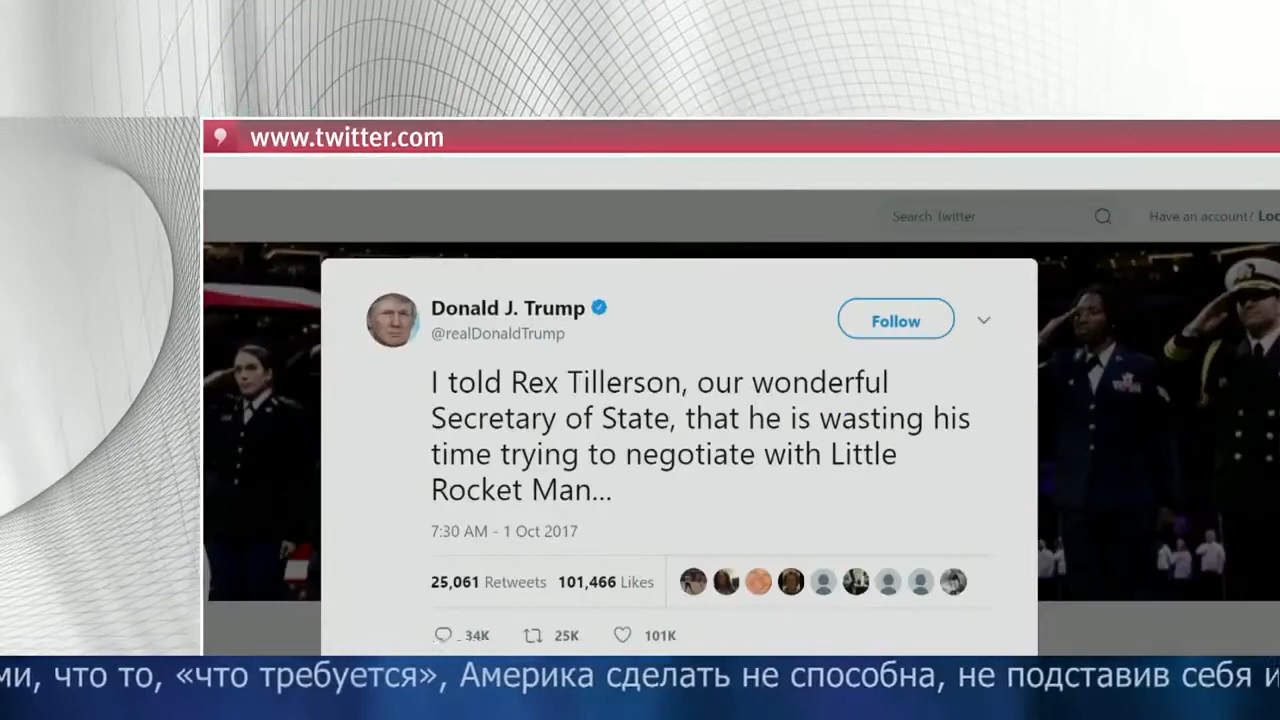 www.twitter.com
Search Twitter
Have an account?
Donald J. Trump
@realDonaldTrump
Follow
I told Rex Tillerson, our wonderful
Secretary of State, that he is wasting his
time trying to negotiate with Little
Rocket Man...
7:30 AM - 1 Oct 2017
25,061 Retweets 101,466 Likes
34K 25K 101K
ми, что то, «что требуется», Америка сделать не способна, не подставив себя и